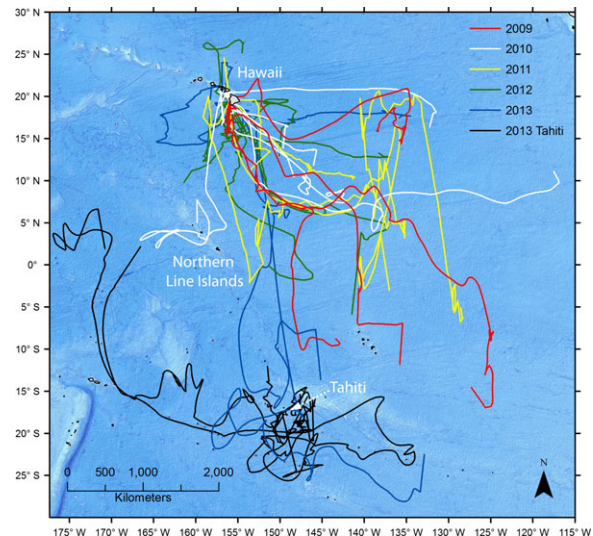 30° N
25° N
20° N
15° N
10° N
5° N
0°
5° S
10° S
15° S
20° S
25° S
Hawaii
Northern
Line Islands
Tahiti
2009
2010
2011
2012
2013
2013 Tahiti
0 500 1,000 2,000
Kilometers
N
175° W 170° W 165° W 160° W 155° W 150° W 145° W 140° W 135° W 130° W 125° W 120° W 115° W